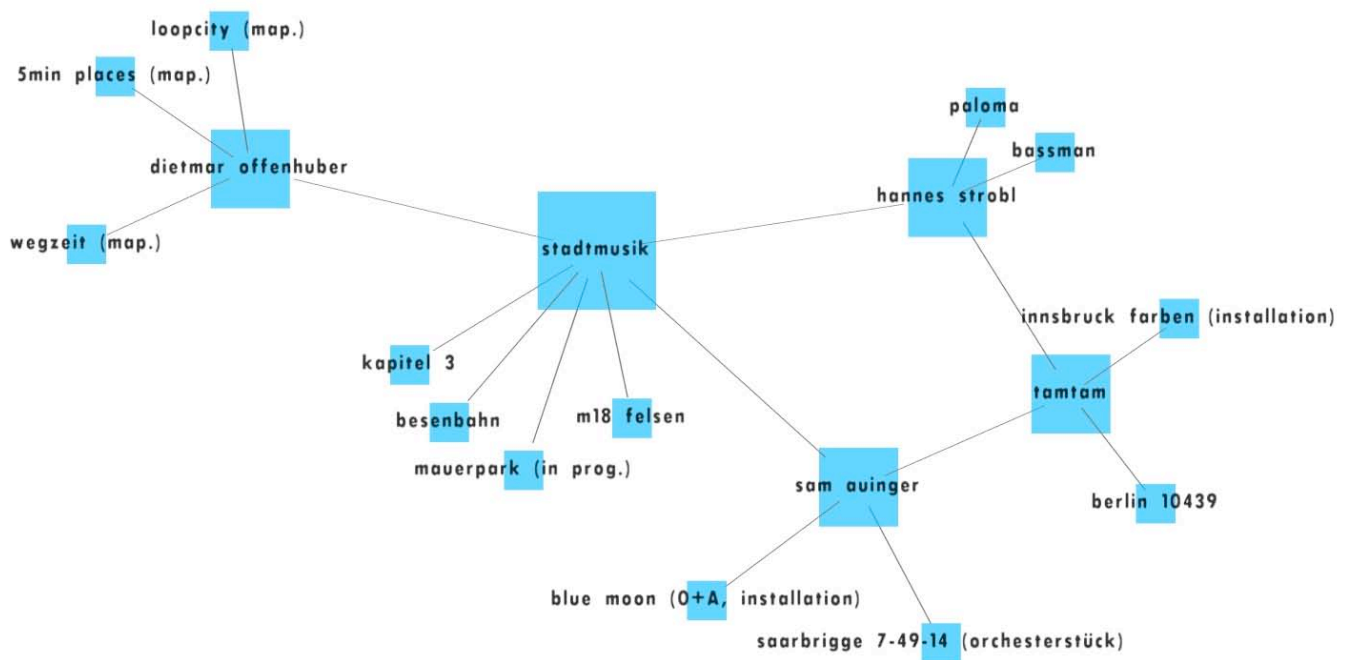 loopcity (map.)
5min places (map.)
dietmar offenhuber
wegzeit (map.)
stadtmusik
paloma
bassman
hannes strobl
innsbruck farben (installation)
tamtam
berlin 10439
kapitel 3
besenbahn
m18 felsen
mauerpark (in prog.)
sam auinger
blue moon (O+A, installation)
saarbrigge 7-49-14 (orchesterstück)